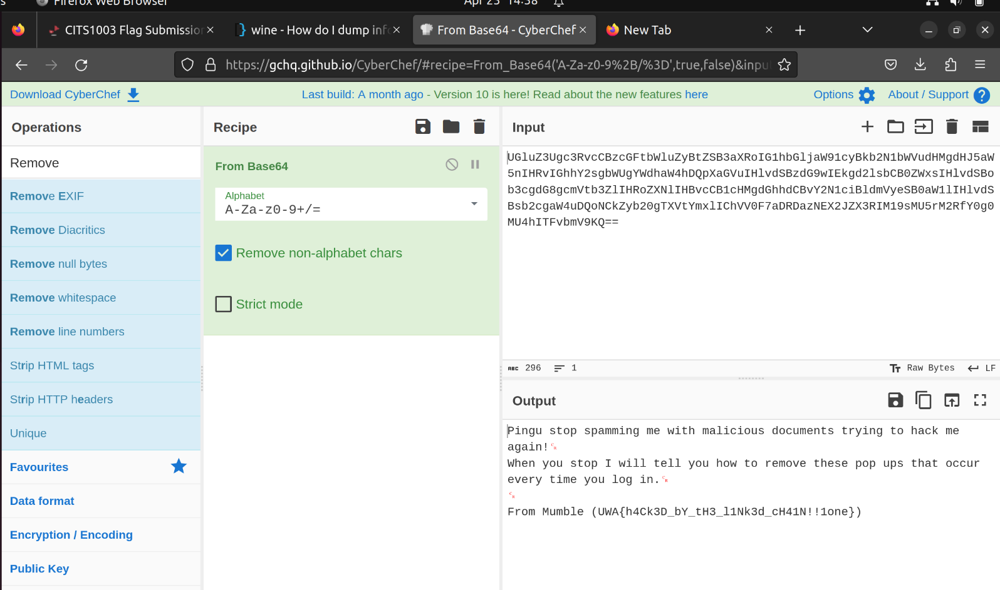 Firefox Web Browser
Apr 23 14:38
CITS1003 Flag Submission
wine - How do I dump info
From Base64 - CyberChef
New Tab
https://gchq.github.io/CyberChef/#recipe=From_Base64('A-Za-z0-9%2B/%3D',true,false)&inpu
Download CyberChef
Last build: A month ago - Version 10 is here! Read about the new features here
Options
About / Support
Operations
Recipe
Input
Remove
Remove EXIF
Remove Diacritics
Remove null bytes
Remove whitespace
Remove line numbers
Strip HTML tags
Strip HTTP headers
Unique
Favourites
Data format
Encryption / Encoding
Public Key
From Base64
Alphabet
A-Za-z0-9+/=
Remove non-alphabet chars
Strict mode
UGluZ3Ugc3RvcCBzcGFtbWluZyBtZSB3aXRoIG1hbGljaW91cyBkb2N1bWVudHMgdHJ5aW
5nIHRvIGhhY2sgbWUgYWdhaW4hDQpXaGVuIHlvdSBzdG9wIEkgd2lsbCB0ZWxsIHlvdSBo
b3cgdG8gcmVtb3ZlIHRoZXNlIHBvcCB1cHMgdGhhdCBvY2N1ciBldmVyeSB0aW1lIHlvdS
Bsb2cgaW4uDQoNCkZyb20gTXVtYmxlIChVV0F7aDRDazNEX2JZX3RIM19sMU5rM2RfY0g0
MU4hITFvbmV9KQ==
296
1
Raw Bytes
LF
Output
Pingu stop spamming me with malicious documents trying to hack me
again!
When you stop I will tell you how to remove these pop ups that occur
every time you log in.
From Mumble (UWA{h4Ck3D_bY_tH3_l1Nk3d_cH41N!!1one})